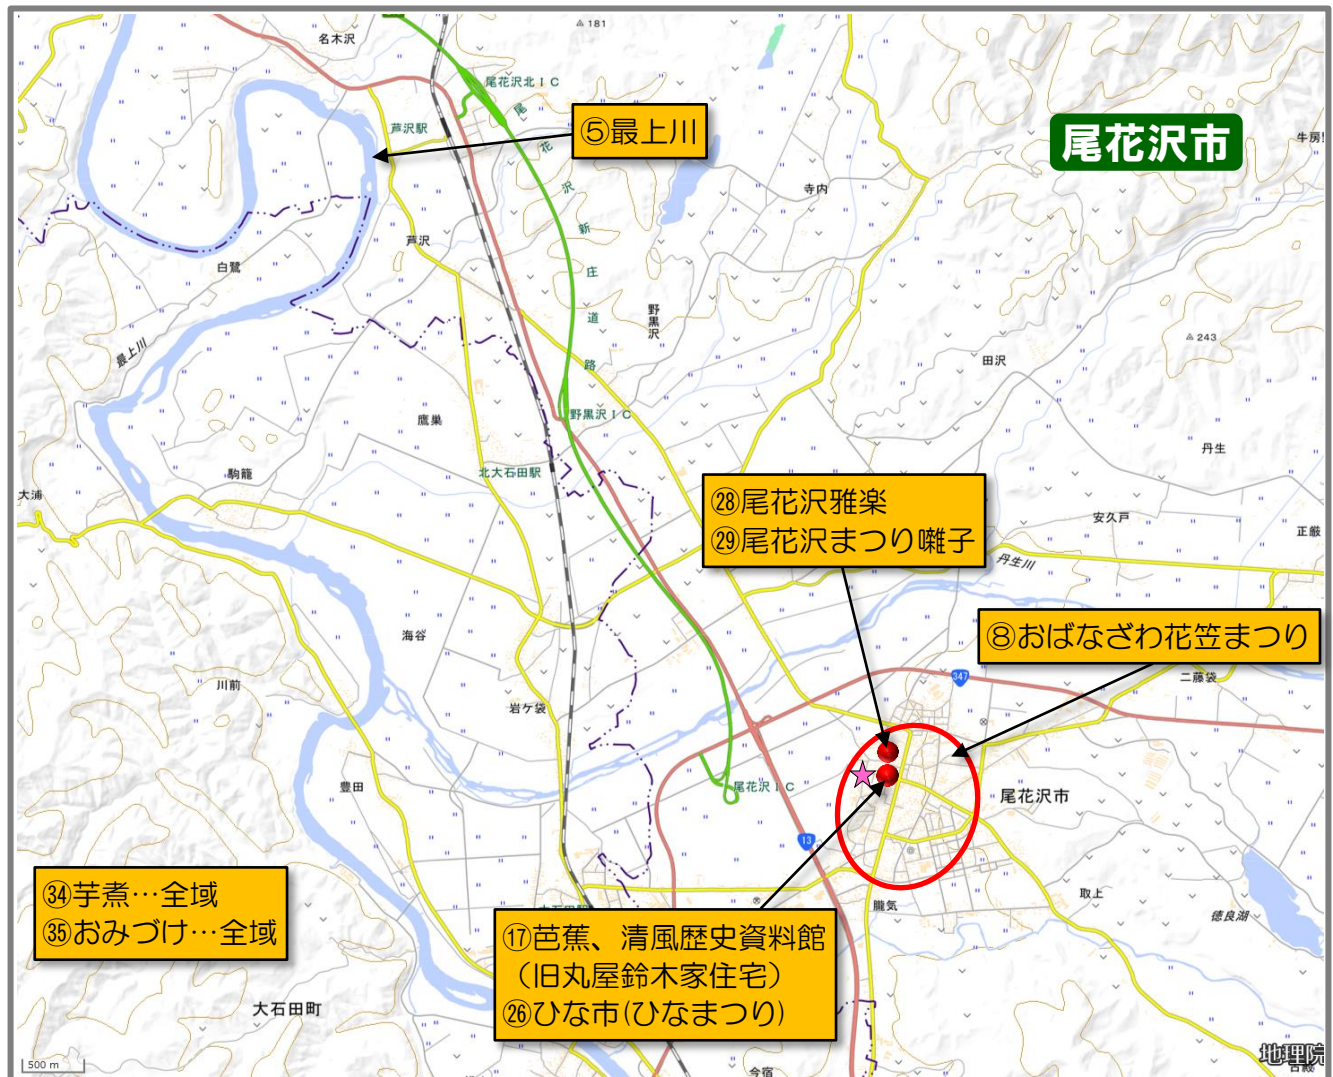 △181
名木沢
尾花沢北IC
芦沢駅
⑤最上川
尾花沢市
尾花沢新庄道路
寺内
芦沢
白鷺
野黒沢
最上川
△243
田沢
鷹巣
野黒沢IC
丹生
北大石田駅
駒籠
大浦
㉘尾花沢雅楽
㉙尾花沢まつり囃子
安久戸
正厳
丹生川
海谷
⑧おばなざわ花笠まつり
347
二藤袋
川前
岩ケ袋
豊田
尾花沢IC
尾花沢市
13
㉞芋煮…全域
㉟おみづけ…全域
取上
朧気
徳良湖
⑰芭蕉、清風歴史資料館
(旧丸屋鈴木家住宅)
㉖ひな市(ひなまつり)
大石田町
500 m
今宿
地理院